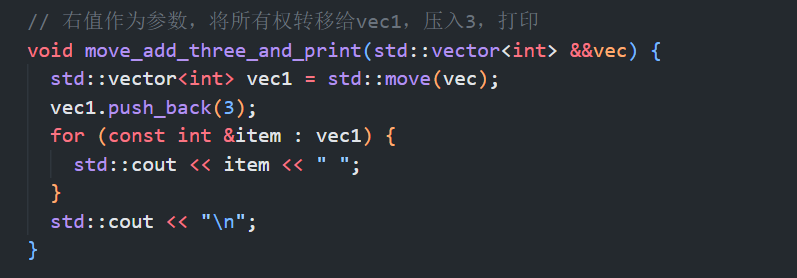 // 右值作为参数，将所有权转移给vec1，压入3，打印
void move_add_three_and_print(std::vector<int> &&vec) {
  std::vector<int> vec1 = std::move(vec);
  vec1.push_back(3);
  for (const int &item : vec1) {
    std::cout << item << " ";
  }
  std::cout << "\n";
}